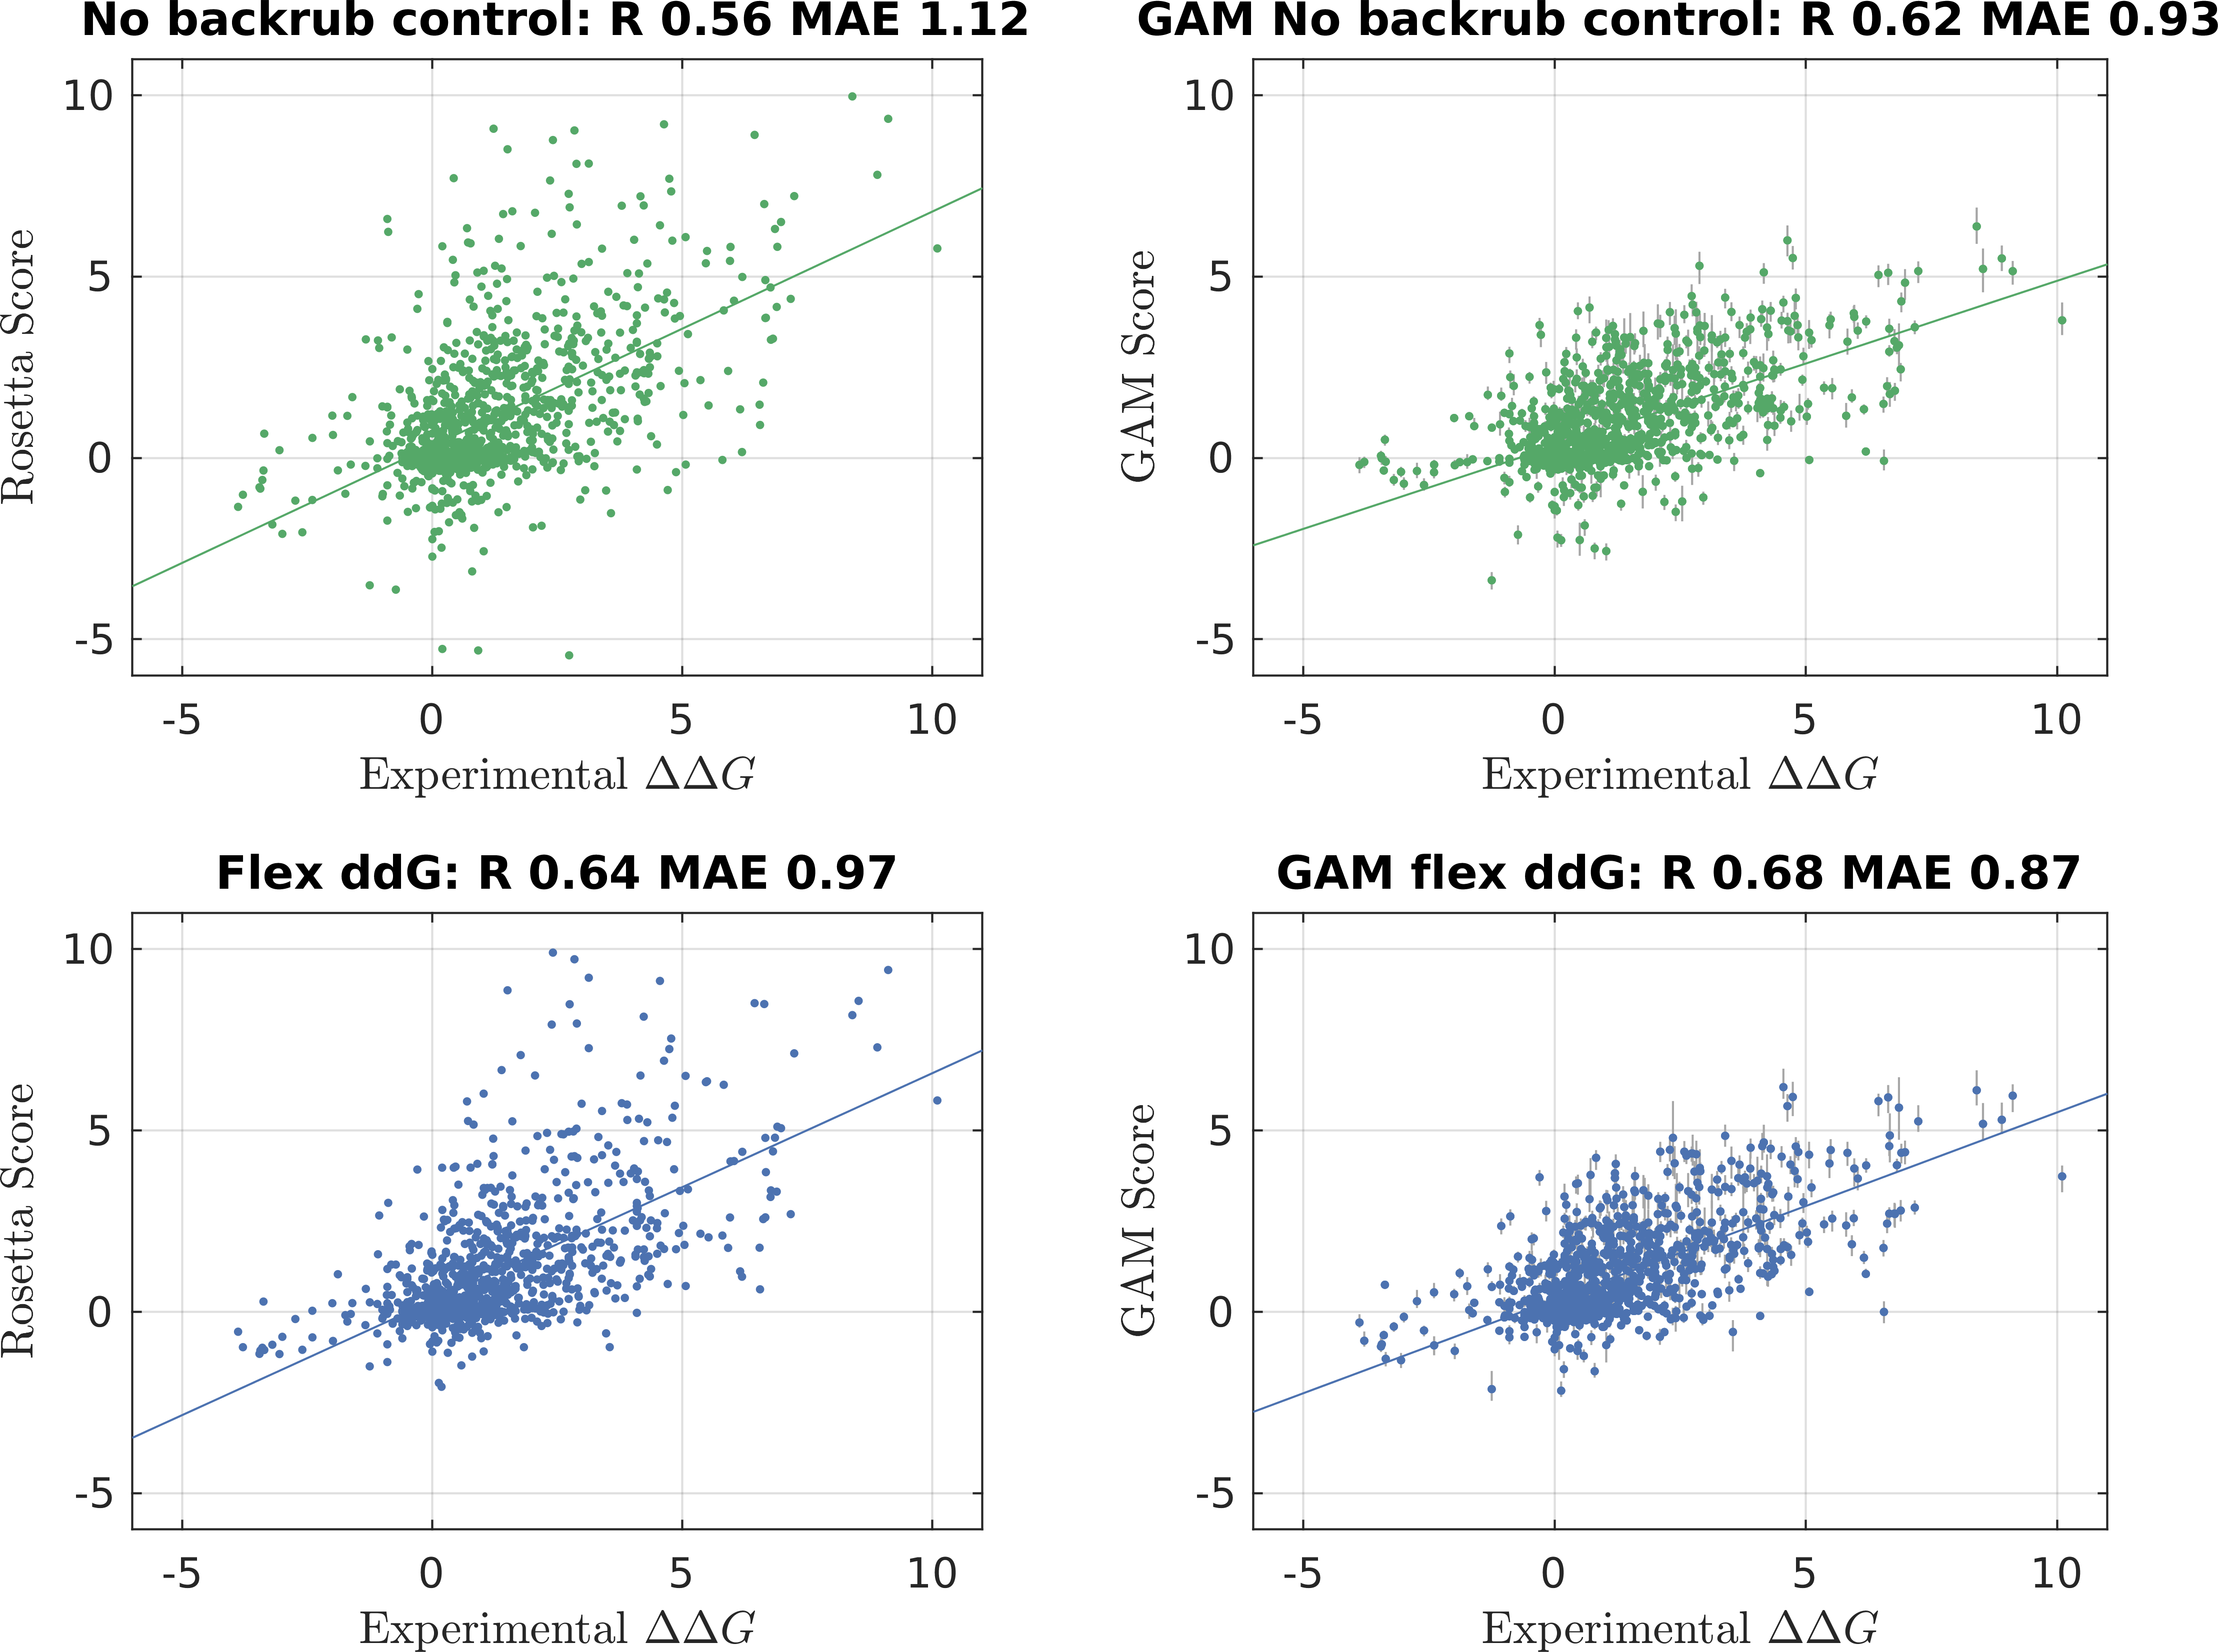 No backrub control: R 0.56 MAE 1.12
10
5
0
-5
Rosetta Score
-5 0 5 10
Experimental ΔΔG
GAM No backrub control: R 0.62 MAE 0.93
10
5
0
-5
GAM Score
-5 0 5 10
Experimental ΔΔG
Flex ddG: R 0.64 MAE 0.97
10
5
0
-5
Rosetta Score
-5 0 5 10
Experimental ΔΔG
GAM flex ddG: R 0.68 MAE 0.87
10
5
0
-5
GAM Score
-5 0 5 10
Experimental ΔΔG